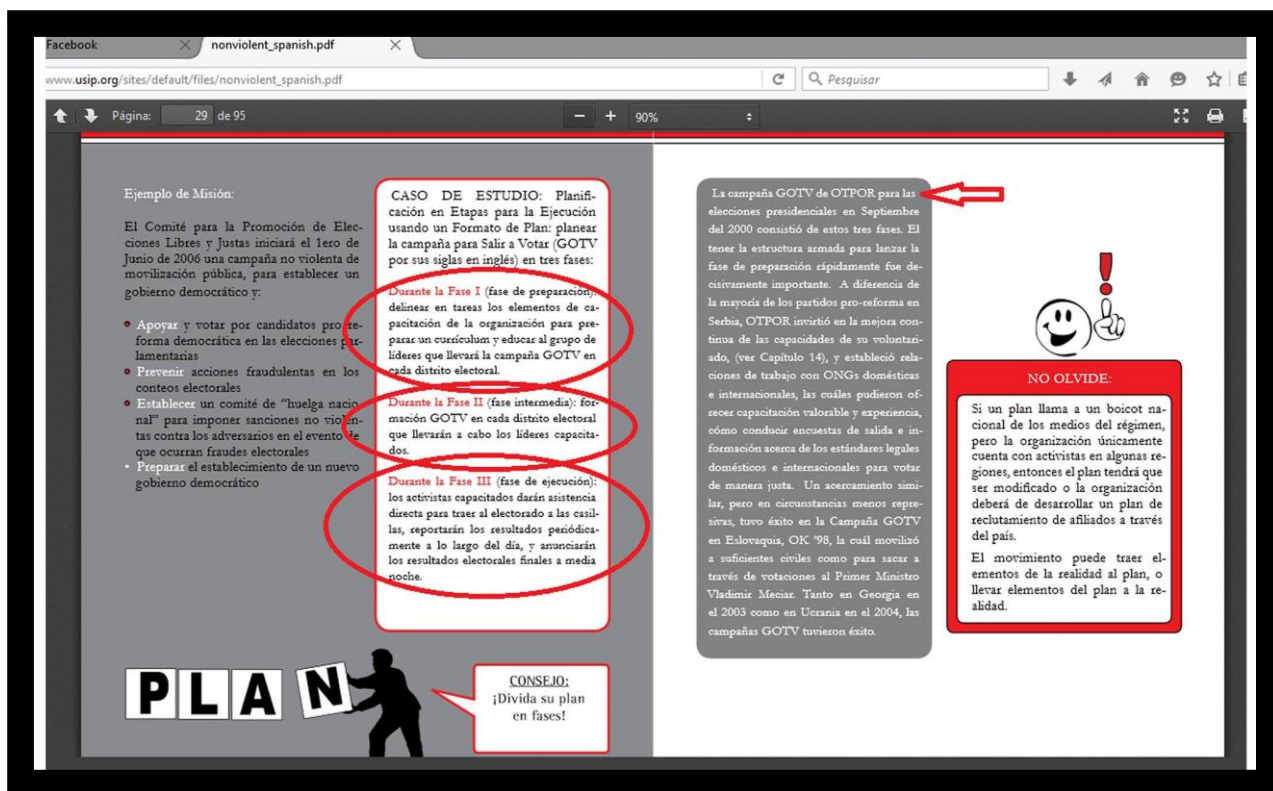 Facebook
nonviolent_spanish.pdf
www.usip.org/sites/default/files/nonviolent_spanish.pdf
Pesquisar
Página:
29
de 95
90%
Ejemplo de Misión:
El Comité para la Promoción de Elec-
ciones Libres y Justas iniciará el 1ero de
Junio de 2006 una campaña no violenta de
movilización pública, para establecer un
gobierno democrático y:
• Apoyar y votar por candidatos pro re-
forma democrática en las elecciones par-
lamentarias
• Prevenir acciones fraudulentas en los
conteos electorales
• Establecer un comité de “huelga nacio
nal” para imponer sanciones no violen-
tas contra los adversarios en el evento de
que ocurran fraudes electorales
• Preparar el establecimiento de un nuevo
gobierno democrático
CASO DE ESTUDIO: Planifi-
cación en Etapas para la Ejecución
usando un Formato de Plan: planear
la campaña para Salir a Votar (GOTV
por sus siglas en inglés) en tres fases:
Durante la Fase I (fase de preparación):
delinear en tareas los elementos de ca-
pacitación de la organización para pre-
parar un currículum y educar al grupo de
líderes que llevará la campaña GOTV en
cada distrito electoral.
Durante la Fase II (fase intermedia): for-
mación GOTV en cada distrito electoral
que llevarán a cabo los líderes capacita-
dos.
Durante la Fase III (fase de ejecución):
los activistas capacitados darán asistencia
directa para traer al electorado a las casil-
las, reportarán los resultados periódica-
mente a lo largo del día, y anunciarán
los resultados electorales finales a media
noche.
PLAN
CONSEJO:
¡Divida su plan
en fases!
La campaña GOTV de OTPOR para las
elecciones presidenciales en Septiembre
del 2000 consistió de estos tres fases. El
tener la estructura armada para lanzar la
fase de preparación rápidamente fue de-
cisivamente importante. A diferencia de
la mayoría de los partidos pro-reforma en
Serbia, OTPOR invirtió en la mejora con-
tinua de las capacidades de su voluntari-
ado, (ver Capítulo 14), y estableció rela-
ciones de trabajo con ONGs domésticas
e internacionales, las cuáles pudieron of-
recer capacitación valorable y experiencia,
cómo conducir encuestas de salida e in-
formación acerca de los estándares legales
domésticos e internacionales para votar
de manera justa. Un acercamiento simi-
lar, pero en circunstancias menos repre-
sivas, tuvo éxito en la Campaña GOTV
en Eslovaquia, OK ’98, la cuál movilizó
a suficientes civiles como para sacar a
través de votaciones al Primer Ministro
Vladimir Meciar. Tanto en Georgia en
el 2003 como en Ucrania en el 2004, las
campañas GOTV tuvieron éxito.
NO OLVIDE:
Si un plan llama a un boicot na-
cional de los medios del régimen,
pero la organización únicamente
cuenta con activistas en algunas re-
giones, entonces el plan tendrá que
ser modificado o la organización
deberá de desarrollar un plan de
reclutamiento de afiliados a través
del país.
El movimiento puede traer el-
ementos de la realidad al plan, o
llevar elementos del plan a la re-
alidad.